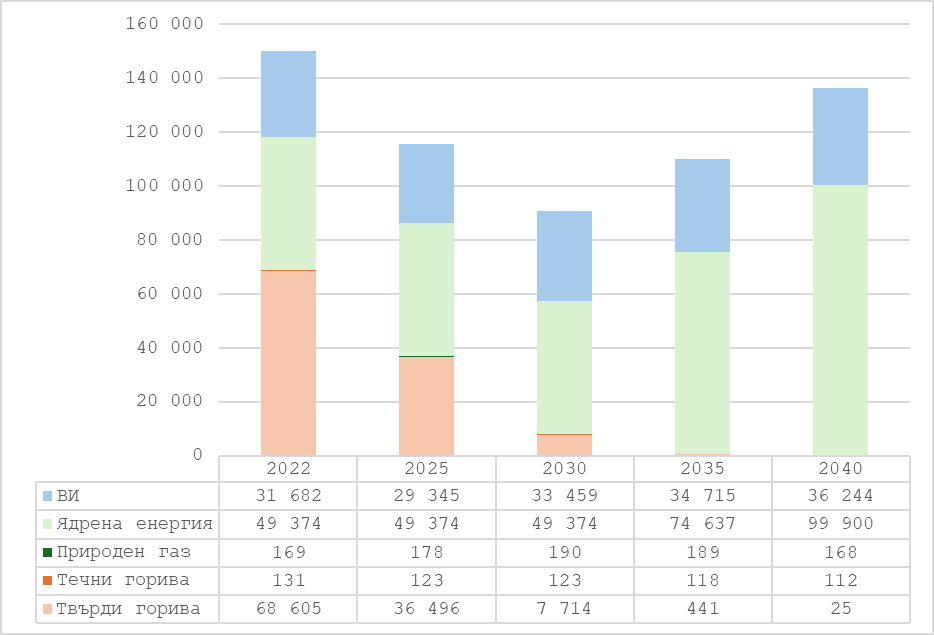 160 000
140 000
120 000
100 000
80 000
60 000
40 000
20 000
0
2022 2025 2030 2035 2040
ВИ 31 682 29 345 33 459 34 715 36 244
Ядрена енергия 49 374 49 374 49 374 74 637 99 900
Природен газ 169 178 190 189 168
Течни горива 131 123 123 118 112
Твърди горива 68 605 36 496 7 714 441 25